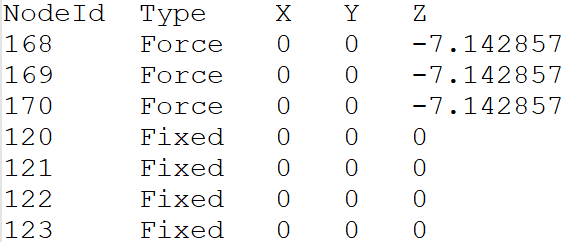 NodeId Type X Y Z
168 Force 0 0 -7.142857
169 Force 0 0 -7.142857
170 Force 0 0 -7.142857
120 Fixed 0 0 0
121 Fixed 0 0 0
122 Fixed 0 0 0
123 Fixed 0 0 0